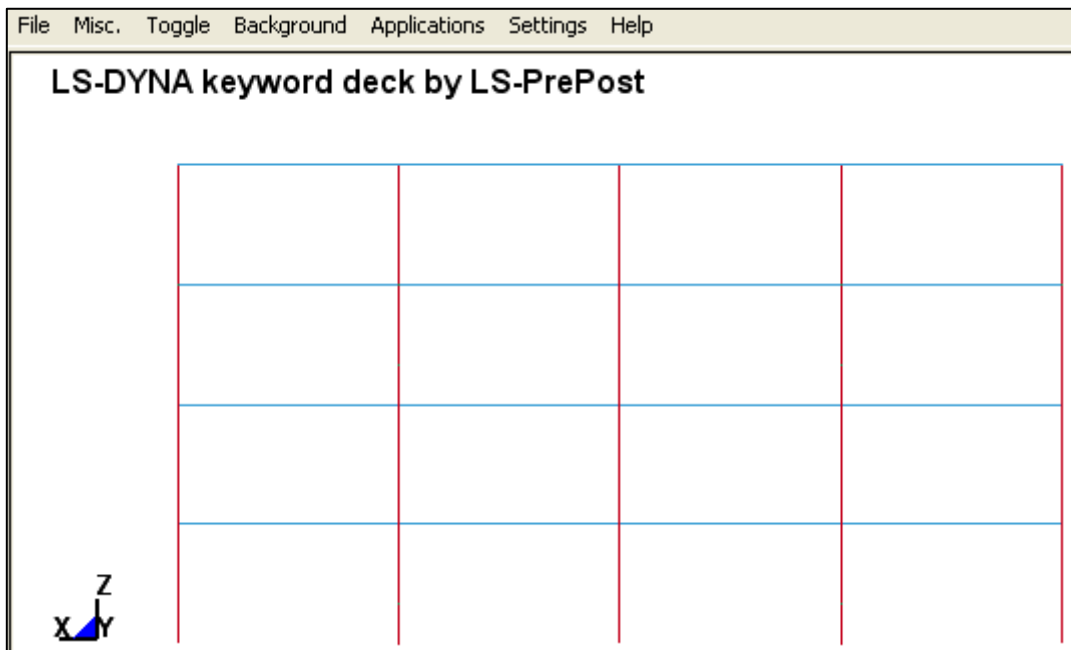 File Misc. Toggle Background Applications Settings Help
LS-DYNA keyword deck by LS-PrePost
Z
X Y